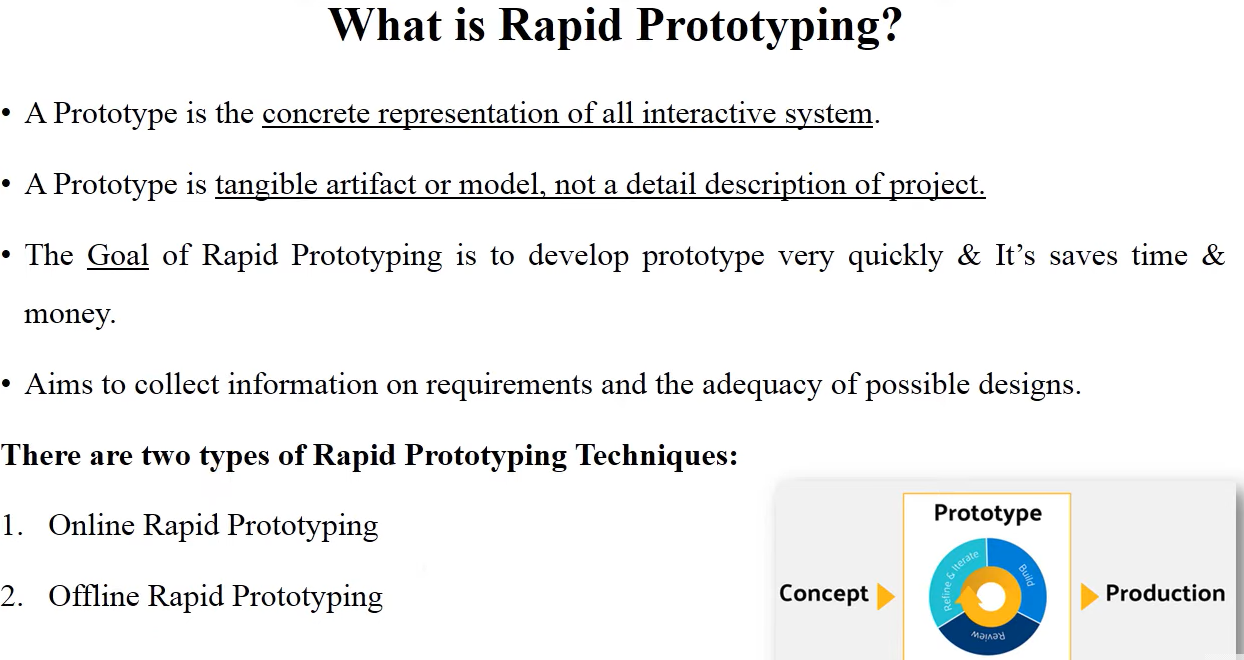 What is Rapid Prototyping?
• A Prototype is the concrete representation of all interactive system.
• A Prototype is tangible artifact or model, not a detail description of project.
• The Goal of Rapid Prototyping is to develop prototype very quickly & It’s saves time &
money.
• Aims to collect information on requirements and the adequacy of possible designs.
There are two types of Rapid Prototyping Techniques:
1. Online Rapid Prototyping
2. Offline Rapid Prototyping
Prototype
Refine & Iterate
Build
Review
Concept
Production